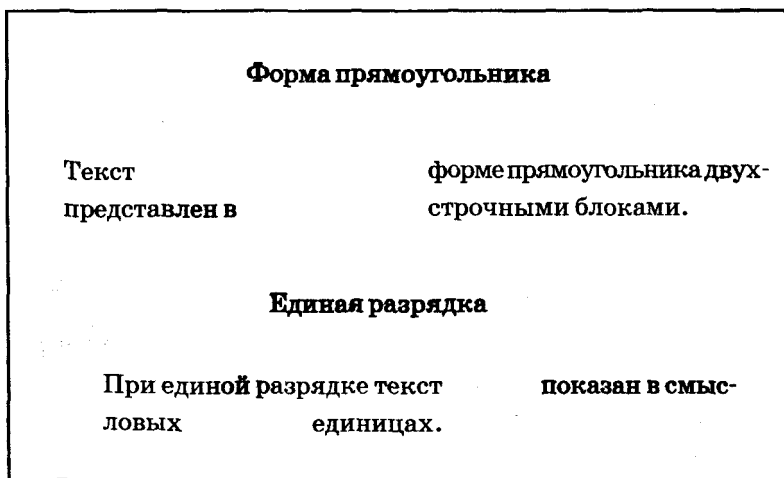 Форма прямоугольника
Текст форме прямоугольника двух-
представлен в строчными блоками.
Единая разрядка
При единой разрядке текст показан в смыс-
ловых единицах.